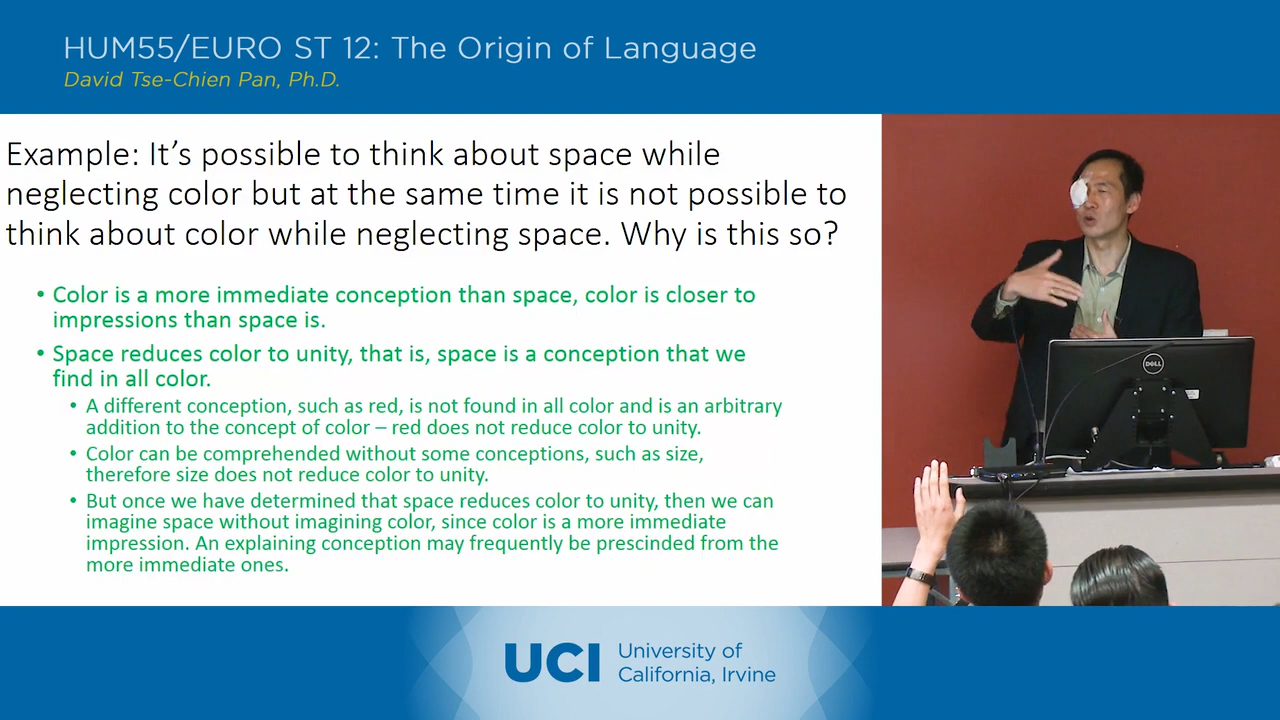 HUM55/EURO ST 12: The Origin of Language
David Tse-Chien Pan, Ph.D.
Example: It’s possible to think about space while
neglecting color but at the same time it is not possible to
think about color while neglecting space. Why is this so?
• Color is a more immediate conception than space, color is closer to
impressions than space is.
• Space reduces color to unity, that is, space is a conception that we
find in all color.
• A different conception, such as red, is not found in all color and is an arbitrary
addition to the concept of color – red does not reduce color to unity.
• Color can be comprehended without some conceptions, such as size,
therefore size does not reduce color to unity.
• But once we have determined that space reduces color to unity, then we can
imagine space without imagining color, since color is a more immediate
impression. An explaining conception may frequently be prescinded from the
more immediate ones.
DELL
UCI
University of
California, Irvine